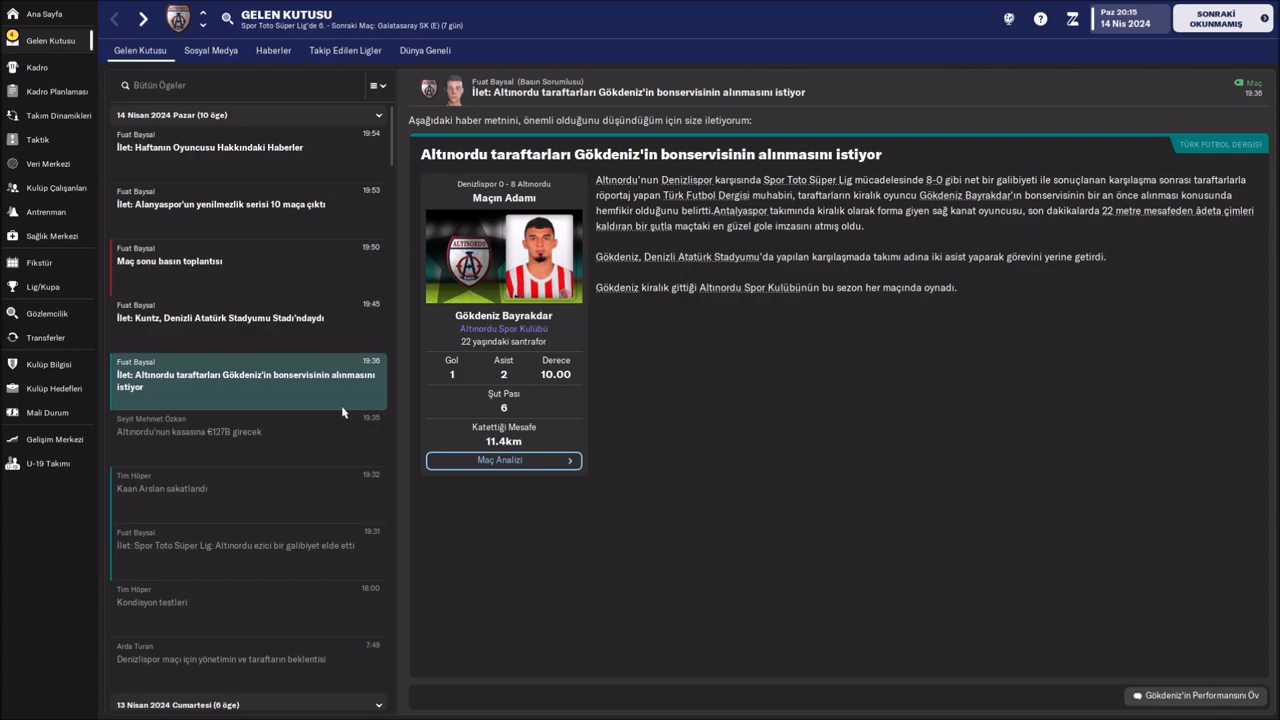 Ana Sayfa
4
Gelen Kutusu
Kadro
Kadro Planlaması
Takım Dinamikleri
Taktik
Veri Merkezi
Kulüp Çalışanları
Antrenman
Sağlık Merkezi
Fikstür
Lig/Kupa
Gözlemcilik
Transferler
Kulüp Bilgisi
Kulüp Hedefleri
Mali Durum
Gelişim Merkezi
U-19 Takımı
GELEN KUTUSU
Spor Toto Süper Lig'de 6. - Sonraki Maç: Galatasaray SK (E) (7 gün)
Paz 20:15
14 Nis 2024
SONRAKİ
OKUNMAMIŞ
Gelen Kutusu Sosyal Medya Haberler Takip Edilen Ligler Dünya Geneli
Bütün Ögeler
14 Nisan 2024 Pazar (10 öge)
Fuat Baysal 19:54
İlet: Haftanın Oyuncusu Hakkındaki Haberler
Fuat Baysal 19:53
İlet: Alanyaspor'un yenilmezlik serisi 10 maça çıktı
Fuat Baysal 19:50
Maç sonu basın toplantısı
Fuat Baysal 19:45
İlet: Kuntz, Denizli Atatürk Stadyumu Stadı'ndaydı
Fuat Baysal 19:36
İlet: Altınordu taraftarları Gökdeniz'in bonservisinin alınmasını
istiyor
Seyit Mehmet Özkan 19:35
Altınordu'nun kasasına €127B girecek
Tim Höper 19:32
Kaan Arslan sakatlandı
Fuat Baysal 19:31
İlet: Spor Toto Süper Lig: Altınordu ezici bir galibiyet elde etti
Tim Höper 18:00
Kondisyon testleri
Arda Turan 7:49
Denizlispor maçı için yönetimin ve taraftarın beklentisi
13 Nisan 2024 Cumartesi (6 öge)
Fuat Baysal (Basın Sorumlusu)
İlet: Altınordu taraftarları Gökdeniz'in bonservisinin alınmasını istiyor
Maç
19:36
Aşağıdaki haber metnini, önemli olduğunu düşündüğüm için size iletiyorum:
TÜRK FUTBOL DERGİSİ
Altınordu taraftarları Gökdeniz'in bonservisinin alınmasını istiyor
Denizlispor 0 - 8 Altınordu
Maçın Adamı
ALTINORDU
Gökdeniz Bayrakdar
Altınordu Spor Kulübü
22 yaşındaki santrafor
Gol Asist Derece
1 2 10.00
Şut Pası
6
Katettiği Mesafe
11.4km
Maç Analizi
Altınordu'nun Denizlispor karşısında Spor Toto Süper Lig mücadelesinde 8-0 gibi net bir galibiyeti ile sonuçlanan karşılaşma sonrası taraftarlarla
röportaj yapan Türk Futbol Dergisi muhabiri, taraftarların kiralık oyuncu Gökdeniz Bayrakdar'ın bonservisinin bir an önce alınması konusunda
hemfikir olduğunu belirtti.Antalyaspor takımında kiralık olarak forma giyen sağ kanat oyuncusu, son dakikalarda 22 metre mesafeden âdeta çimleri
kaldıran bir şutla maçtaki en güzel gole imzasını atmış oldu.
Gökdeniz, Denizli Atatürk Stadyumu'da yapılan karşılaşmada takımı adına iki asist yaparak görevini yerine getirdi.
Gökdeniz kiralık gittiği Altınordu Spor Kulübünün bu sezon her maçında oynadı.
Gökdeniz'in Performansını Öv